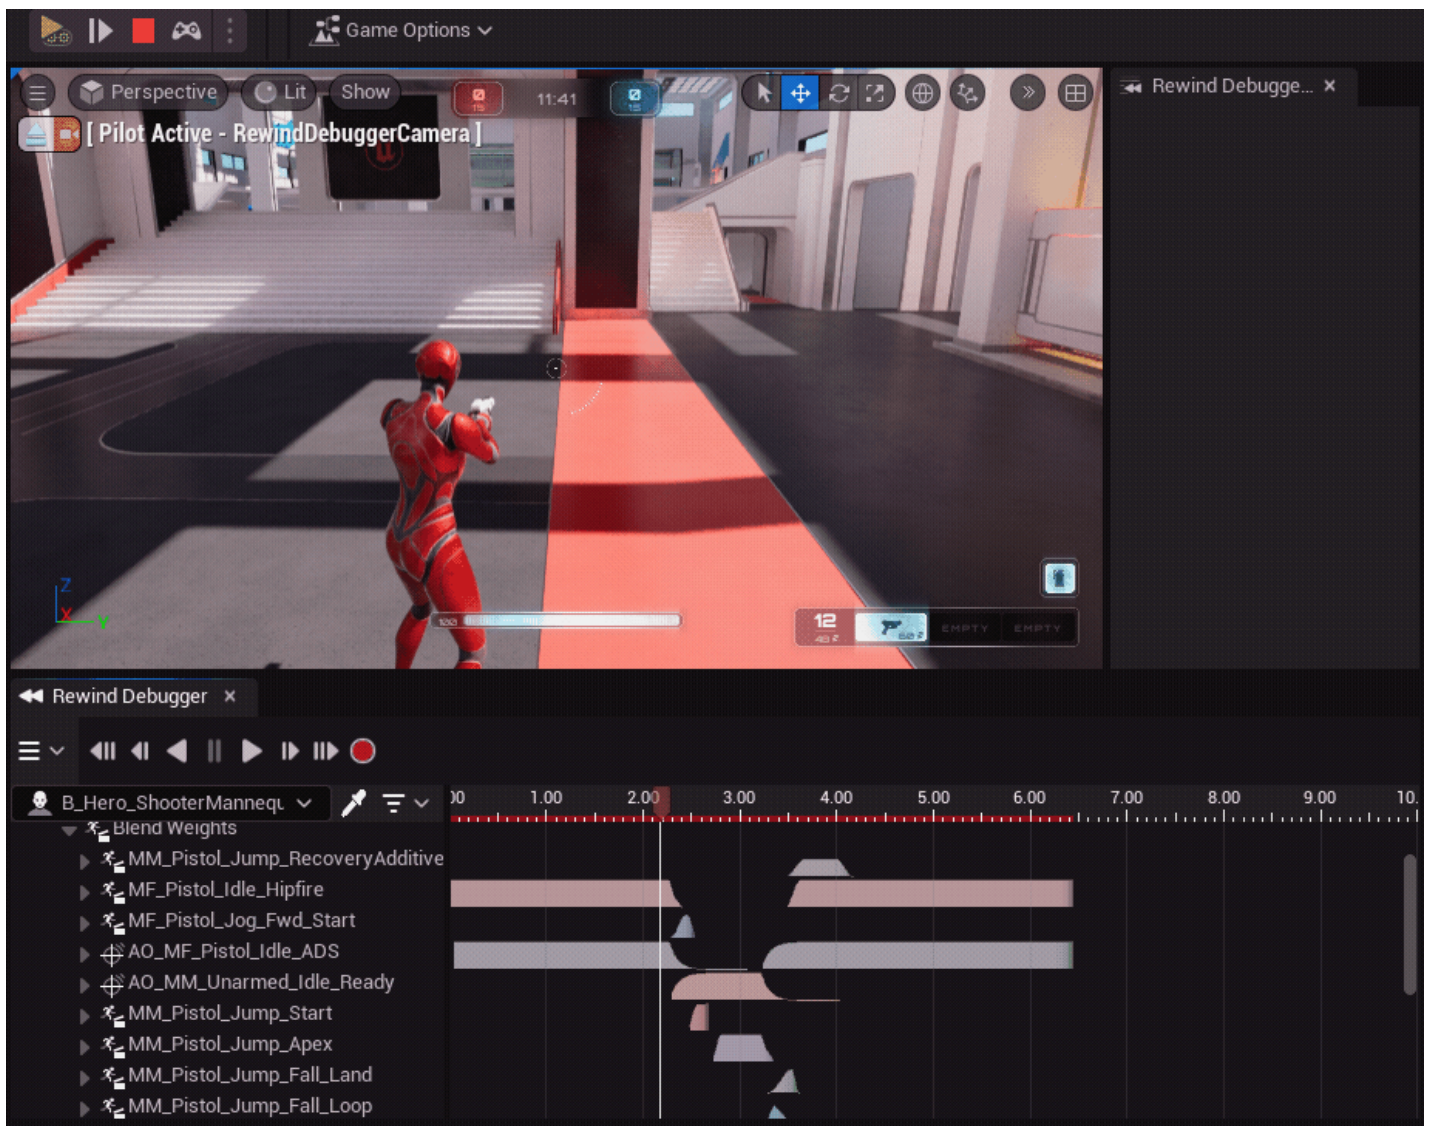 Game Options
Perspective
Lit
Show
11:41
Rewind Debugge...
[ Pilot Active - RewindDebuggerCamera ]
Z
X
Y
100
12
EMPTY
EMPTY
Rewind Debugger
B_Hero_ShooterMannequ
1.00 2.00 3.00 4.00 5.00 6.00 7.00 8.00 9.00 10.
Blend Weights
MM_Pistol_Jump_RecoveryAdditive
MF_Pistol_Idle_Hipfire
MF_Pistol_Jog_Fwd_Start
AO_MF_Pistol_Idle_ADS
AO_MM_Unarmed_Idle_Ready
MM_Pistol_Jump_Start
MM_Pistol_Jump_Apex
MM_Pistol_Jump_Fall_Land
MM_Pistol_Jump_Fall_Loop